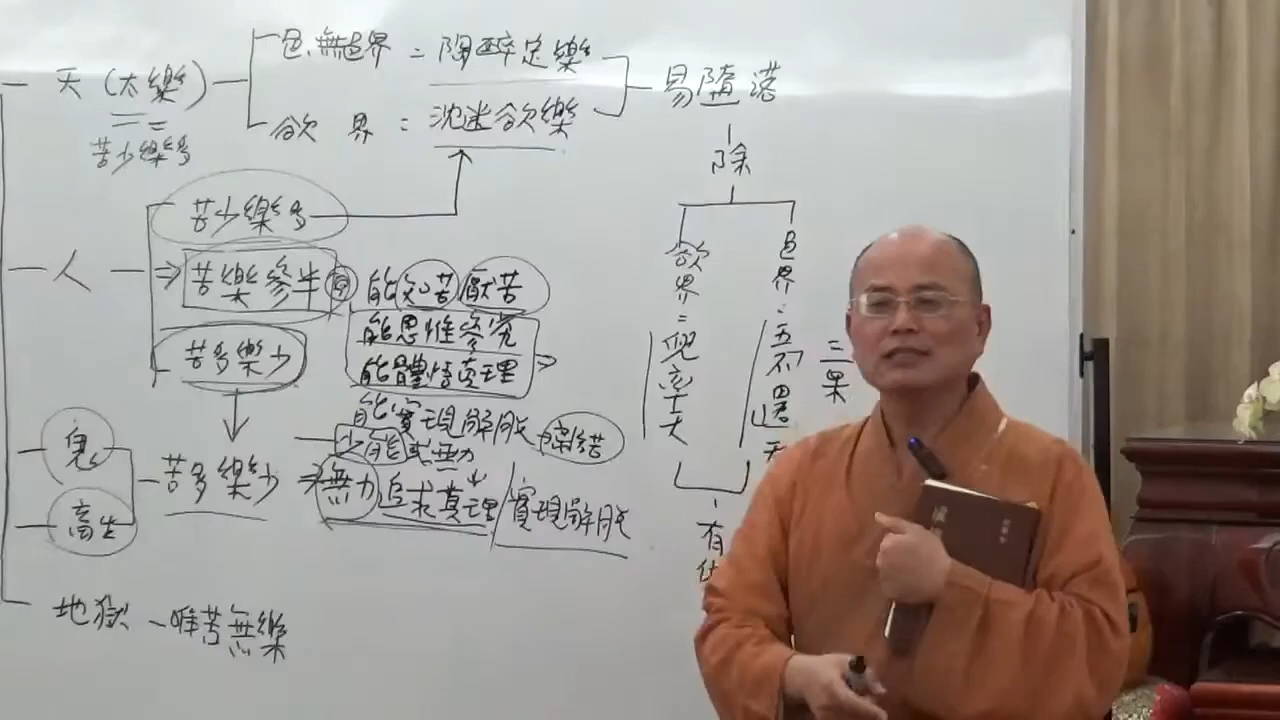 色、無色界 = 陶醉定樂
天 (太樂)
易墮落
欲 界 : 沈迷欲樂
苦少樂多
除
苦少樂多
人
苦樂參半
因
能知苦 厭苦
苦多樂少
能思惟參究
能體悟真理
能實現解脫
少能或無力
鬼
畜生
苦多樂少
無力
追求真理
實現解脫
地獄 - 唯苦無樂
欲界 = 兜率天
色界 : 五不還天
三果
有